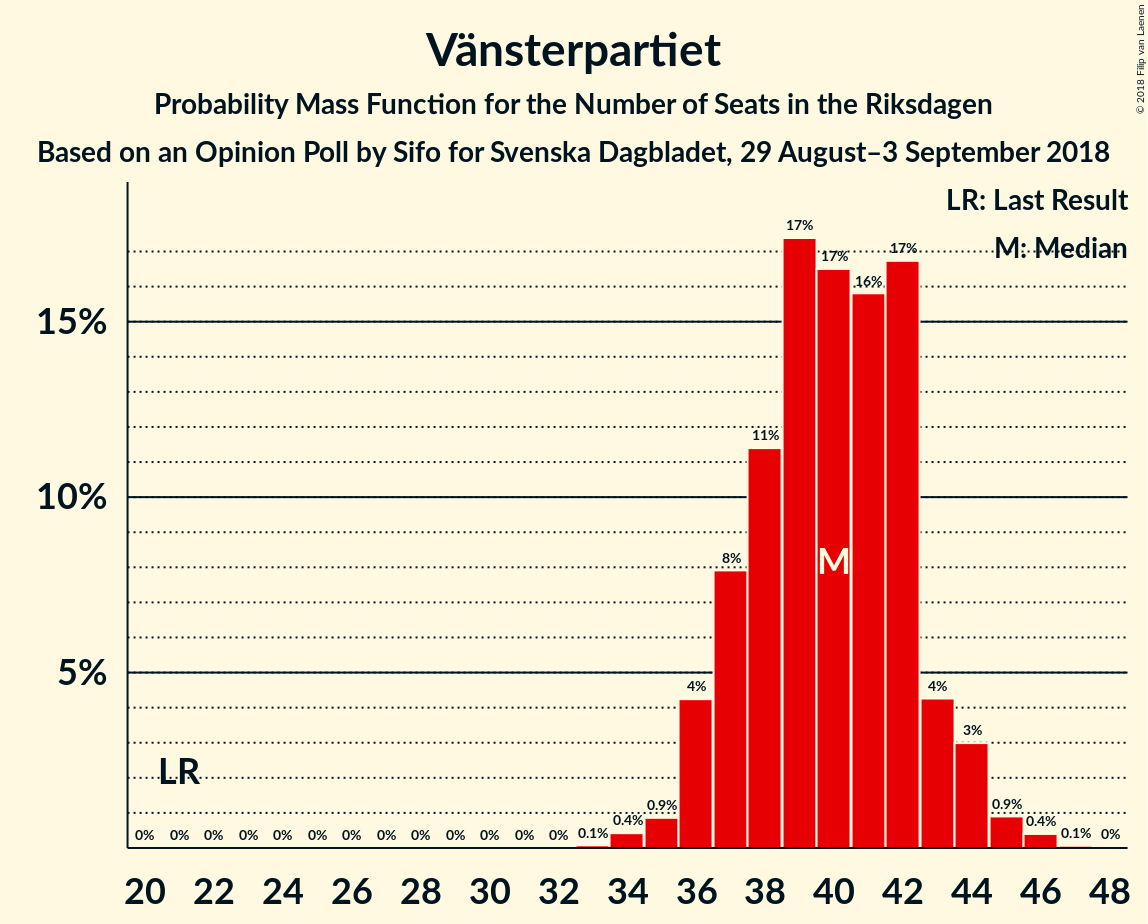 Vänsterpartiet
Probability Mass Function for the Number of Seats in the Riksdagen
Based on an Opinion Poll by Sifo for Svenska Dagbladet, 29 August–3 September 2018
© 2018 Filip van Laenen
LR: Last Result
M: Median
15%
10%
5%
17%
17%
16%
17%
11%
8%
M
4%
4%
3%
LR
0% 0% 0% 0% 0% 0% 0% 0% 0% 0% 0% 0% 0% 0.1% 0.4% 0.9% 0.9% 0.4% 0.1% 0%
20 22 24 26 28 30 32 34 36 38 40 42 44 46 48